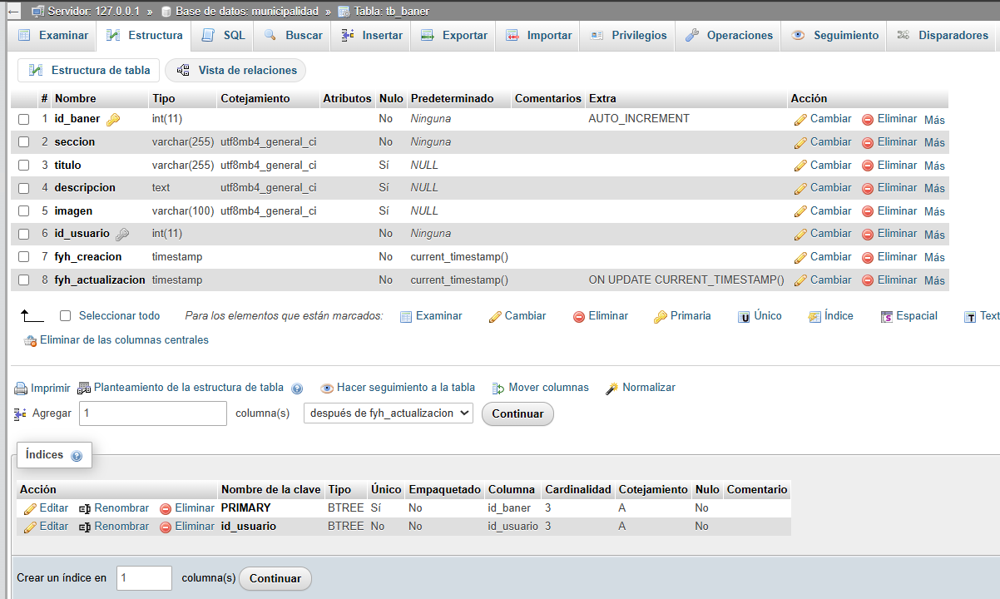 Servidor: 127.0.0.1 » Base de datos: municipalidad » Tabla: tb_baner
Examinar Estructura SQL Buscar Insertar Exportar Importar Privilegios Operaciones Seguimiento Disparadores
Estructura de tabla Vista de relaciones
# Nombre Tipo Cotejamiento Atributos Nulo Predeterminado Comentarios Extra Acción
1 id_baner int(11) No Ninguna AUTO_INCREMENT Cambiar Eliminar Más
2 seccion varchar(255) utf8mb4_general_ci No Ninguna Cambiar Eliminar Más
3 titulo varchar(255) utf8mb4_general_ci Sí NULL Cambiar Eliminar Más
4 descripcion text utf8mb4_general_ci Sí NULL Cambiar Eliminar Más
5 imagen varchar(100) utf8mb4_general_ci Sí NULL Cambiar Eliminar Más
6 id_usuario int(11) No Ninguna Cambiar Eliminar Más
7 fyh_creacion timestamp No current_timestamp() Cambiar Eliminar Más
8 fyh_actualizacion timestamp No current_timestamp() ON UPDATE CURRENT_TIMESTAMP() Cambiar Eliminar Más
Seleccionar todo Para los elementos que están marcados: Examinar Cambiar Eliminar Primaria Único Índice Espacial Text
Eliminar de las columnas centrales
Imprimir Planteamiento de la estructura de tabla Hacer seguimiento a la tabla Mover columnas Normalizar
Agregar 1 columna(s) después de fyh_actualizacion Continuar
Índices
Acción Nombre de la clave Tipo Único Empaquetado Columna Cardinalidad Cotejamiento Nulo Comentario
Editar Renombrar Eliminar PRIMARY BTREE Sí No id_baner 3 A No
Editar Renombrar Eliminar id_usuario BTREE No No id_usuario 3 A No
Crear un índice en 1 columna(s) Continuar